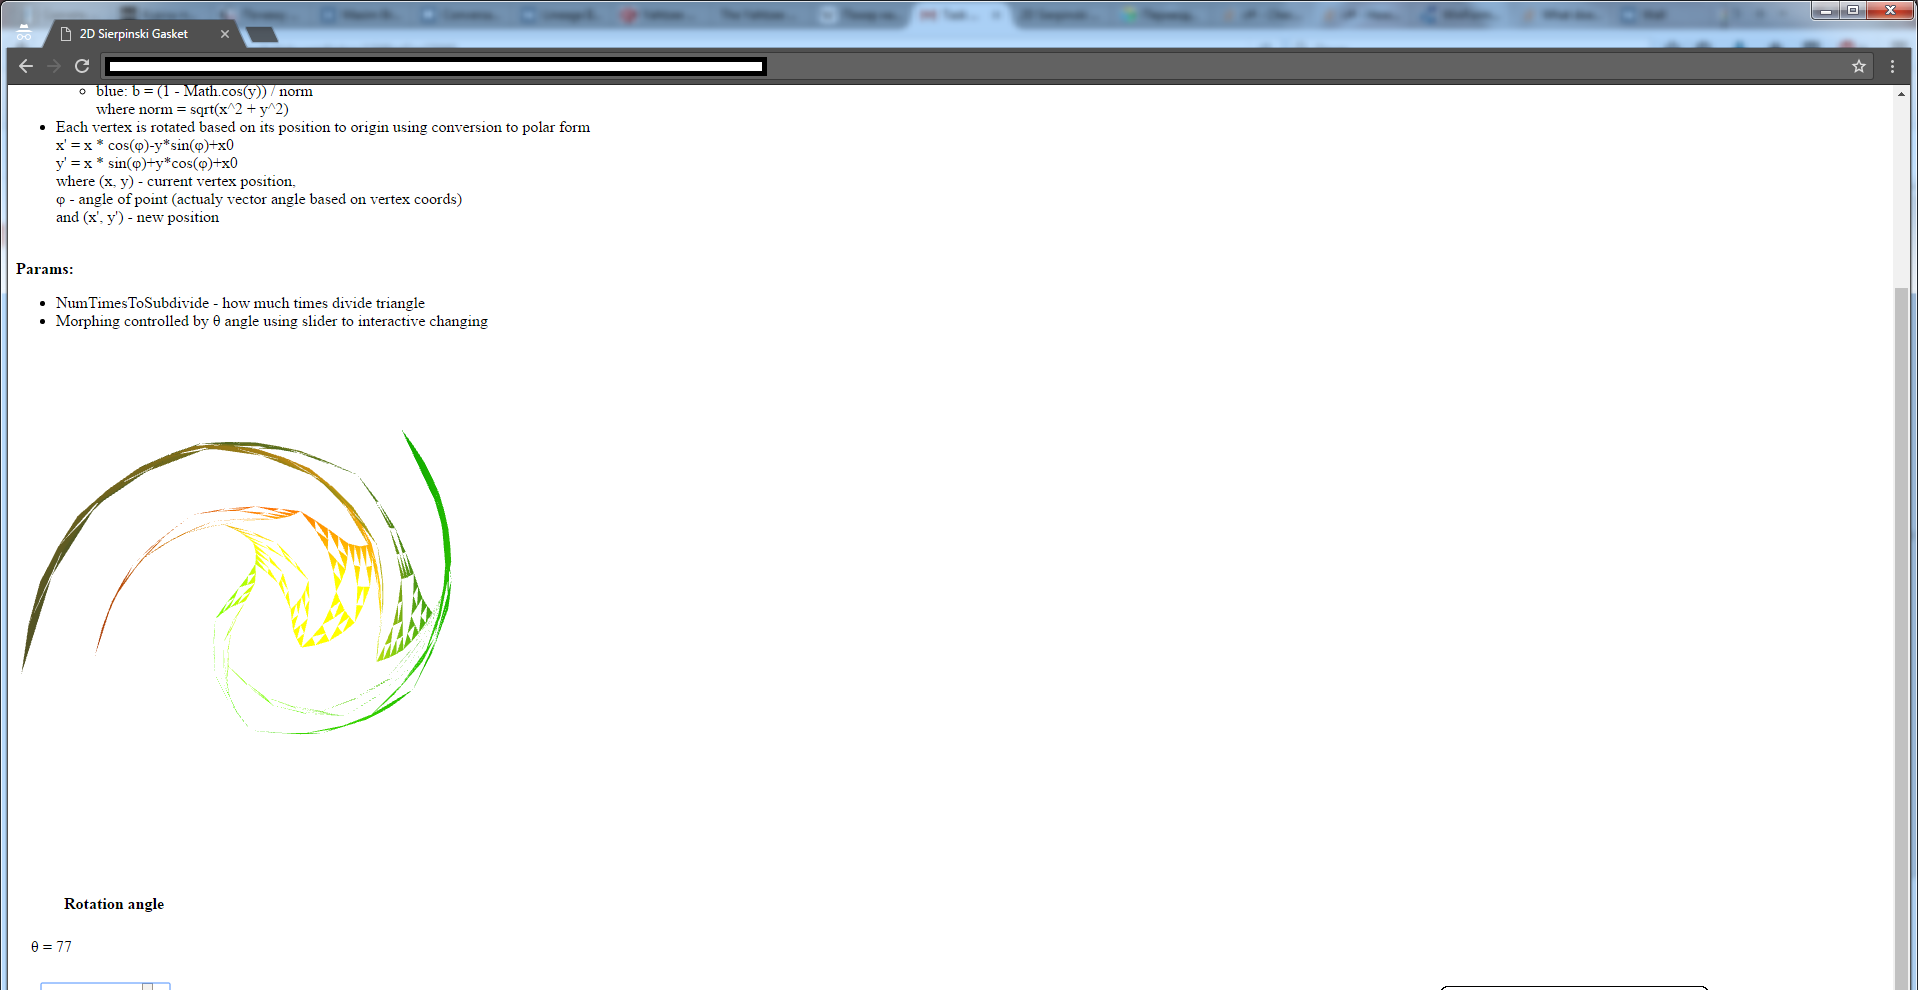 2D Sierpinski Gasket
blue: b = (1 - Math.cos(y)) / norm
where norm = sqrt(x^2 + y^2)
Each vertex is rotated based on its position to origin using conversion to polar form
x' = x * cos(φ)-y*sin(φ)+x0
y' = x * sin(φ)+y*cos(φ)+x0
where (x, y) - current vertex position,
φ - angle of point (actualy vector angle based on vertex coords)
and (x', y') - new position
Params:
NumTimesToSubdivide - how much times divide triangle
Morphing controlled by θ angle using slider to interactive changing
Rotation angle
θ = 77